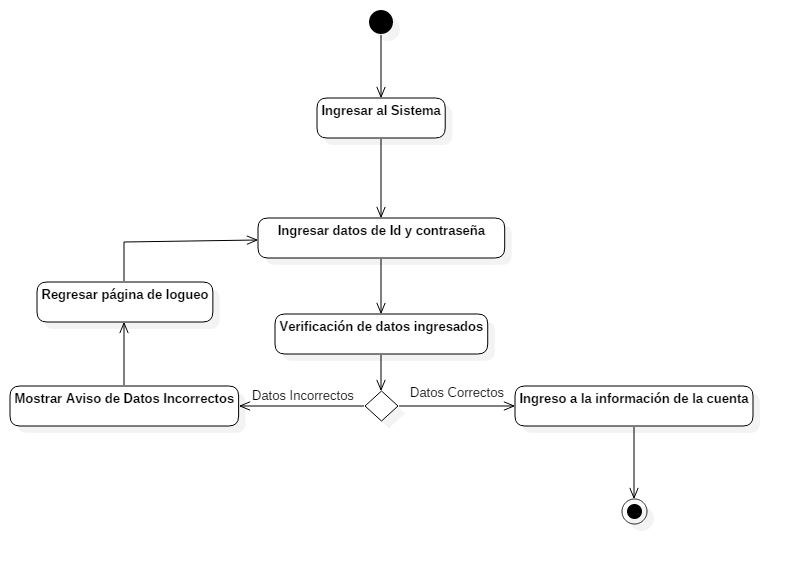 Ingresar al Sistema
Ingresar datos de Id y contraseña
Regresar página de logueo
Verificación de datos ingresados
Mostrar Aviso de Datos Incorrectos
Datos Incorrectos
Datos Correctos
Ingreso a la información de la cuenta